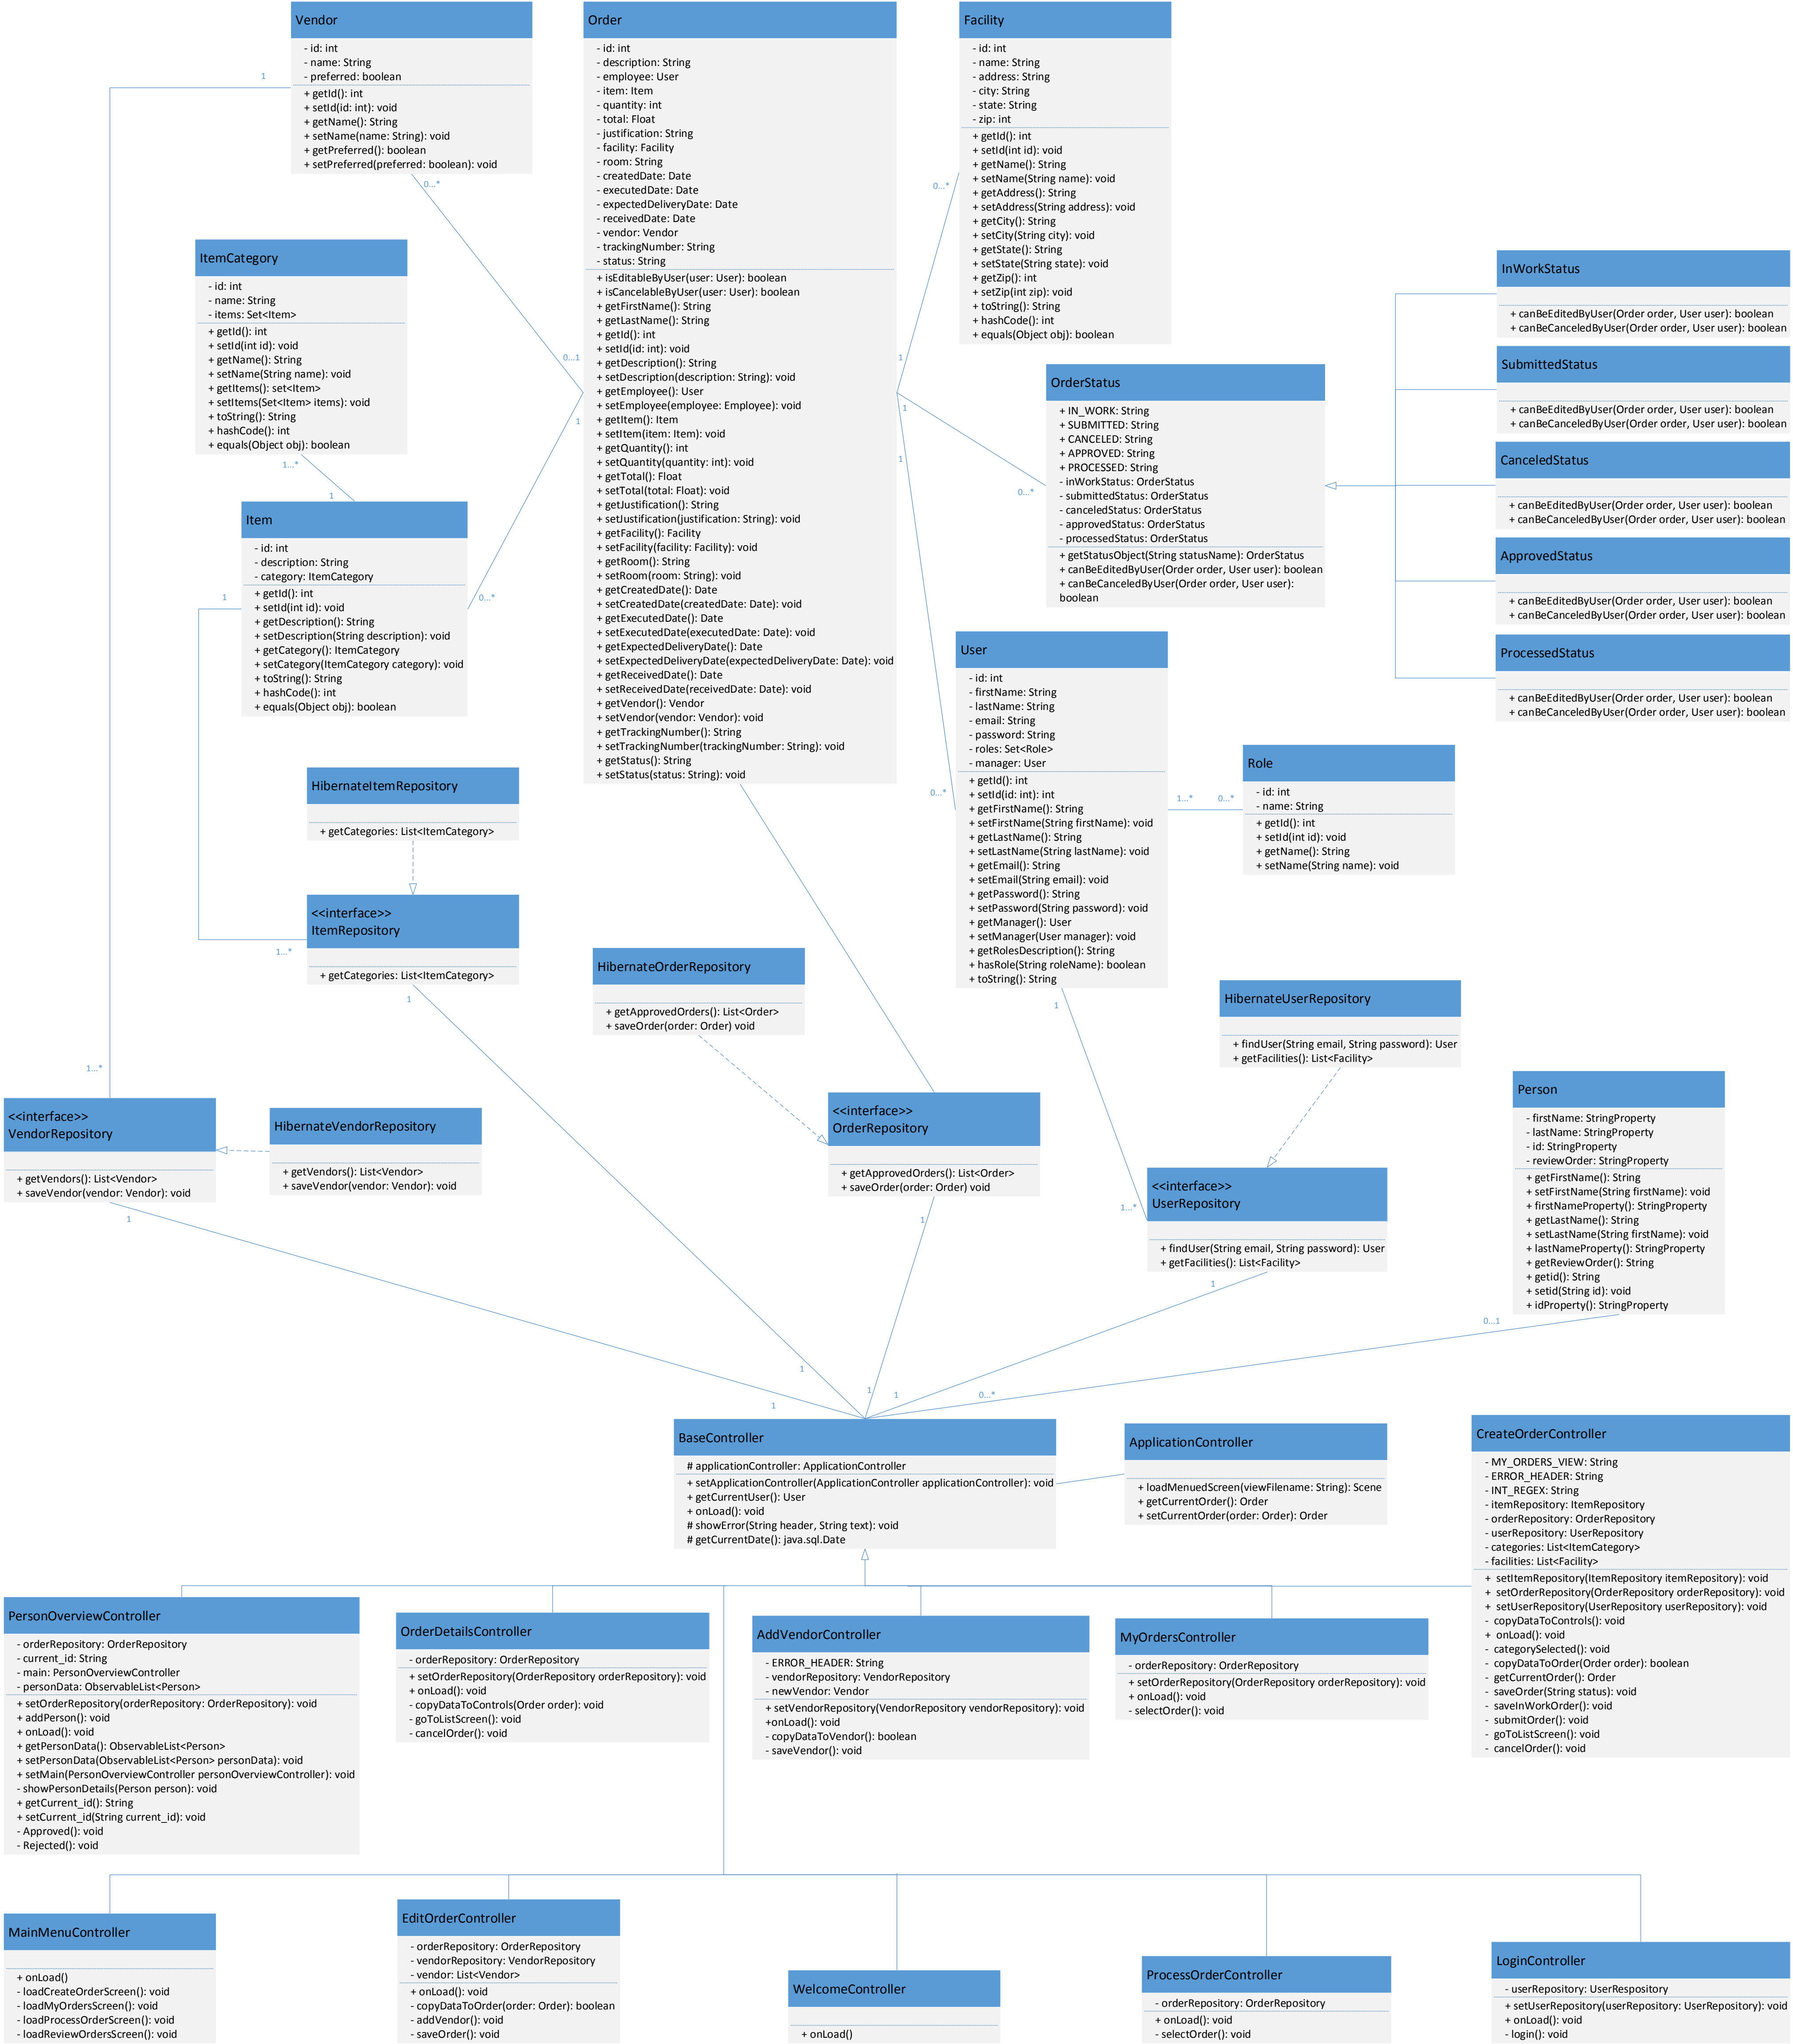 Vendor
- id: int
- name: String
- preferred: boolean
+ getId(): int
+ setId(id: int): void
+ getName(): String
+ setName(name: String): void
+ getPreferred(): boolean
+ setPreferred(preferred: boolean): void
1
0...*
Order
- id: int
- description: String
- employee: User
- item: Item
- quantity: int
- total: Float
- justification: String
- facility: Facility
- room: String
- createdDate: Date
- executedDate: Date
- expectedDeliveryDate: Date
- receivedDate: Date
- vendor: Vendor
- trackingNumber: String
- status: String
+ isEditableByUser(user: User): boolean
+ isCancelableByUser(user: User): boolean
+ getFirstName(): String
+ getLastName(): String
+ getId(): int
+ setId(id: int): void
+ getDescription(): String
+ setDescription(description: String): void
+ getEmployee(): User
+ setEmployee(employee: Employee): void
+ getItem(): Item
+ setItem(item: Item): void
+ getQuantity(): int
+ setQuantity(quantity: int): void
+ getTotal(): Float
+ setTotal(total: Float): void
+ getJustification(): String
+ setJustification(justification: String): void
+ getFacility(): Facility
+ setFacility(facility: Facility): void
+ getRoom(): String
+ setRoom(room: String): void
+ getCreatedDate(): Date
+ setCreatedDate(createdDate: Date): void
+ getExecutedDate(): Date
+ setExecutedDate(executedDate: Date): void
+ getExpectedDeliveryDate(): Date
+ setExpectedDeliveryDate(expectedDeliveryDate: Date): void
+ getReceivedDate(): Date
+ setReceivedDate(receivedDate: Date): void
+ getVendor(): Vendor
+ setVendor(vendor: Vendor): void
+ getTrackingNumber(): String
+ setTrackingNumber(trackingNumber: String): void
+ getStatus(): String
+ setStatus(status: String): void
0...1
1
1
1
1
Facility
- id: int
- name: String
- address: String
- city: String
- state: String
- zip: int
+ getId(): int
+ setId(int id): void
+ getName(): String
+ setName(String name): void
+ getAddress(): String
+ setAddress(String address): void
+ getCity(): String
+ setCity(String city): void
+ getState(): String
+ setState(String state): void
+ getZip(): int
+ setZip(int zip): void
+ toString(): String
+ hashCode(): int
+ equals(Object obj): boolean
0...*
ItemCategory
- id: int
- name: String
- items: Set<Item>
+ getId(): int
+ setId(int id): void
+ getName(): String
+ setName(String name): void
+ getItems(): set<Item>
+ setItems(Set<Item> items): void
+ toString(): String
+ hashCode(): int
+ equals(Object obj): boolean
1...*
1
Item
- id: int
- description: String
- category: ItemCategory
+ getId(): int
+ setId(int id): void
+ getDescription(): String
+ setDescription(String description): void
+ getCategory(): ItemCategory
+ setCategory(ItemCategory category): void
+ toString(): String
+ hashCode(): int
+ equals(Object obj): boolean
1
0...*
OrderStatus
+ IN_WORK: String
+ SUBMITTED: String
+ CANCELED: String
+ APPROVED: String
+ PROCESSED: String
- inWorkStatus: OrderStatus
- submittedStatus: OrderStatus
- canceledStatus: OrderStatus
- approvedStatus: OrderStatus
- processedStatus: OrderStatus
+ getStatusObject(String statusName): OrderStatus
+ canBeEditedByUser(Order order, User user): boolean
+ canBeCanceledByUser(Order order, User user):
boolean
0...*
InWorkStatus
+ canBeEditedByUser(Order order, User user): boolean
+ canBeCanceledByUser(Order order, User user): boolean
SubmittedStatus
+ canBeEditedByUser(Order order, User user): boolean
+ canBeCanceledByUser(Order order, User user): boolean
CanceledStatus
+ canBeEditedByUser(Order order, User user): boolean
+ canBeCanceledByUser(Order order, User user): boolean
ApprovedStatus
+ canBeEditedByUser(Order order, User user): boolean
+ canBeCanceledByUser(Order order, User user): boolean
ProcessedStatus
+ canBeEditedByUser(Order order, User user): boolean
+ canBeCanceledByUser(Order order, User user): boolean
User
- id: int
- firstName: String
- lastName: String
- email: String
- password: String
- roles: Set<Role>
- manager: User
+ getId(): int
+ setId(id: int): int
+ getFirstName(): String
+ setFirstName(String firstName): void
+ getLastName(): String
+ setLastName(String lastName): void
+ getEmail(): String
+ setEmail(String email): void
+ getPassword(): String
+ setPassword(String password): void
+ getManager(): User
+ setManager(User manager): void
+ getRolesDescription(): String
+ hasRole(String roleName): boolean
+ toString(): String
0...*
1...*
0...*
1
Role
- id: int
- name: String
+ getId(): int
+ setId(int id): void
+ getName(): String
+ setName(String name): void
HibernateItemRepository
+ getCategories: List<ItemCategory>
<<interface>>
ItemRepository
+ getCategories: List<ItemCategory>
1...*
1
HibernateOrderRepository
+ getApprovedOrders(): List<Order>
+ saveOrder(order: Order) void
HibernateUserRepository
+ findUser(String email, String password): User
+ getFacilities(): List<Facility>
1...*
<<interface>>
VendorRepository
+ getVendors(): List<Vendor>
+ saveVendor(vendor: Vendor): void
1
HibernateVendorRepository
+ getVendors(): List<Vendor>
+ saveVendor(vendor: Vendor): void
<<interface>>
OrderRepository
+ getApprovedOrders(): List<Order>
+ saveOrder(order: Order) void
1
1...*
<<interface>>
UserRepository
+ findUser(String email, String password): User
+ getFacilities(): List<Facility>
1
Person
- firstName: StringProperty
- lastName: StringProperty
- id: StringProperty
- reviewOrder: StringProperty
+ getFirstName(): String
+ setFirstName(String firstName): void
+ firstNameProperty(): StringProperty
+ getLastName(): String
+ setLastName(String firstName): void
+ lastNameProperty(): StringProperty
+ getReviewOrder(): String
+ getid(): String
+ setid(String id): void
+ idProperty(): StringProperty
0...1
1
1
1
1
0...*
BaseController
# applicationController: ApplicationController
+ setApplicationController(ApplicationController applicationController): void
+ getCurrentUser(): User
+ onLoad(): void
# showError(String header, String text): void
# getCurrentDate(): java.sql.Date
ApplicationController
+ loadMenuedScreen(viewFilename: String): Scene
+ getCurrentOrder(): Order
+ setCurrentOrder(order: Order): Order
CreateOrderController
- MY_ORDERS_VIEW: String
- ERROR_HEADER: String
- INT_REGEX: String
- itemRepository: ItemRepository
- orderRepository: OrderRepository
- userRepository: UserRepository
- categories: List<ItemCategory>
- facilities: List<Facility>
+ setItemRepository(ItemRepository itemRepository): void
+ setOrderRepository(OrderRepository orderRepository): void
+ setUserRepository(UserRepository userRepository): void
- copyDataToControls(): void
+ onLoad(): void
- categorySelected(): void
- copyDataToOrder(Order order): boolean
- getCurrentOrder(): Order
- saveOrder(String status): void
- saveInWorkOrder(): void
- submitOrder(): void
- goToListScreen(): void
- cancelOrder(): void
PersonOverviewController
- orderRepository: OrderRepository
- current_id: String
- main: PersonOverviewController
- personData: ObservableList<Person>
+ setOrderRepository(orderRepository: OrderRepository): void
+ addPerson(): void
+ onLoad(): void
+ getPersonData(): ObservableList<Person>
+ setPersonData(ObservableList<Person> personData): void
+ setMain(PersonOverviewController personOverviewController): void
- showPersonDetails(Person person): void
+ getCurrent_id(): String
+ setCurrent_id(String current_id): void
- Approved(): void
- Rejected(): void
OrderDetailsController
- orderRepository: OrderRepository
+ setOrderRepository(OrderRepository orderRepository): void
+ onLoad(): void
- copyDataToControls(Order order): void
- goToListScreen(): void
- cancelOrder(): void
AddVendorController
- ERROR_HEADER: String
- vendorRepository: VendorRepository
- newVendor: Vendor
+ setVendorRepository(VendorRepository vendorRepository): void
+onLoad(): void
- copyDataToVendor(): boolean
- saveVendor(): void
MyOrdersController
- orderRepository: OrderRepository
+ setOrderRepository(OrderRepository orderRepository): void
+ onLoad(): void
- selectOrder(): void
MainMenuController
+ onLoad()
- loadCreateOrderScreen(): void
- loadMyOrdersScreen(): void
- loadProcessOrderScreen(): void
- loadReviewOrdersScreen(): void
EditOrderController
- orderRepository: OrderRepository
- vendorRepository: VendorRepository
- vendor: List<Vendor>
+ onLoad(): void
- copyDataToOrder(order: Order): boolean
- addVendor(): void
- saveOrder(): void
WelcomeController
+ onLoad()
ProcessOrderController
- orderRepository: OrderRepository
+ onLoad(): void
- selectOrder(): void
LoginController
- userRepository: UserRespository
+ setUserRepository(userRepository: UserRepository): void
+ onLoad(): void
- login(): void